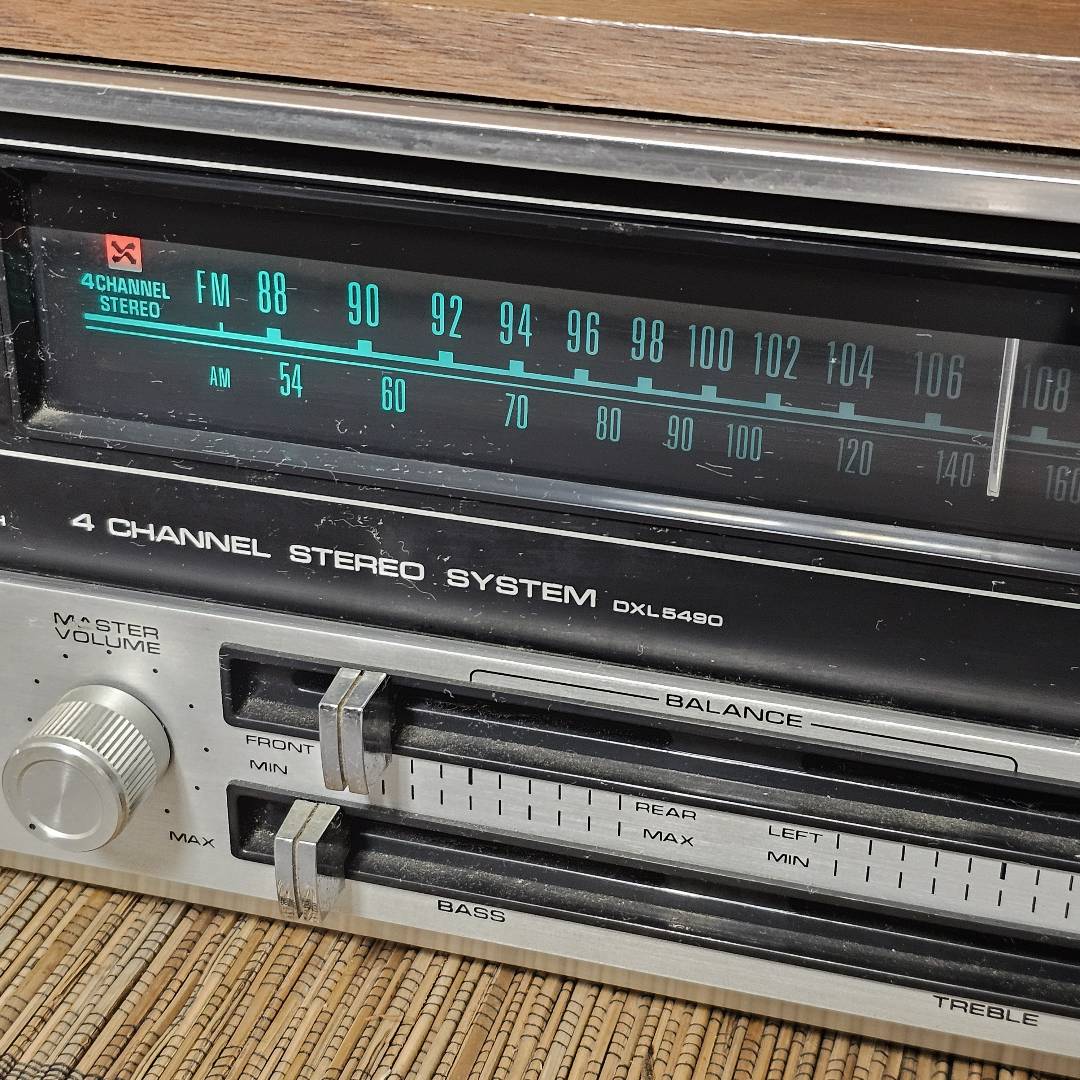 4CHANNEL
STEREO
FM 88 90 92 94 96 98 100 102 104 106 108
AM 54 60 70 80 90 100 120 140 160
4 CHANNEL STEREO SYSTEM DXL5490
MASTER
VOLUME
BALANCE
FRONT REAR LEFT
MIN MAX MIN
MAX
BASS TREBLE